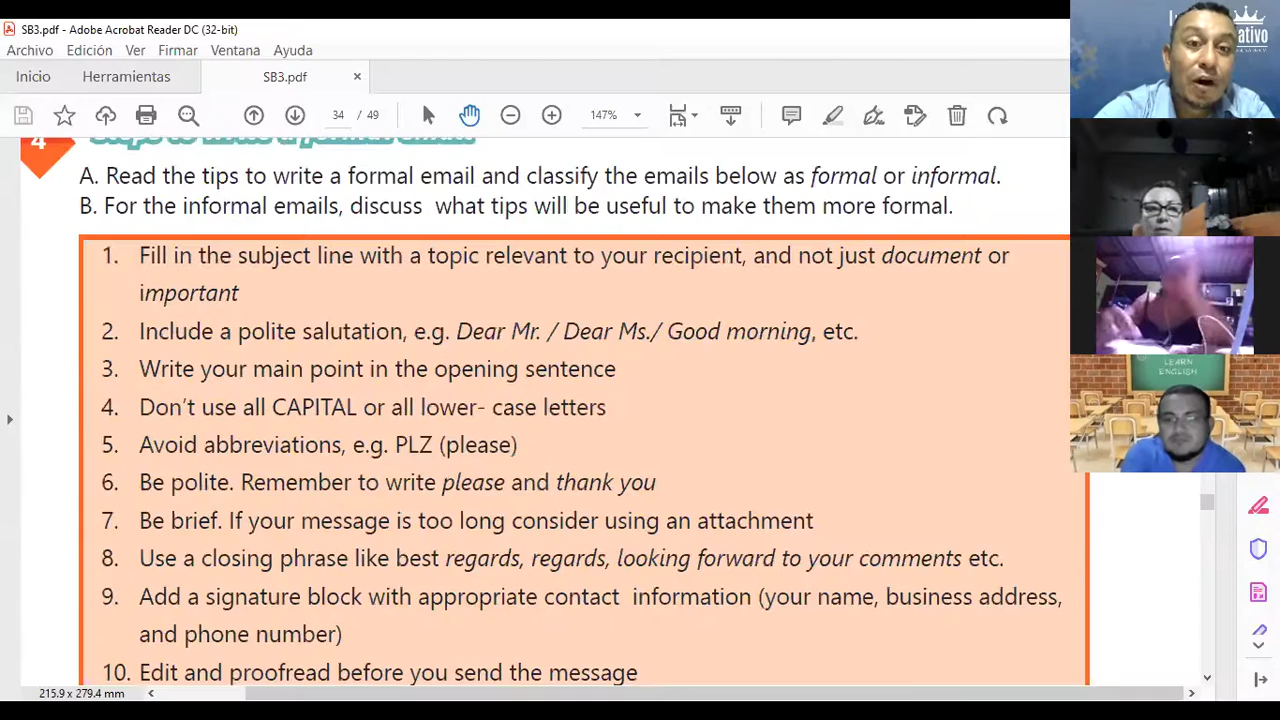 SB3.pdf - Adobe Acrobat Reader DC (32-bit)
Archivo Edición Ver Firmar Ventana Ayuda
Inicio Herramientas SB3.pdf ×
34 / 49 147%
4 Steps to write a formal email
A. Read the tips to write a formal email and classify the emails below as formal or informal.
B. For the informal emails, discuss what tips will be useful to make them more formal.
1. Fill in the subject line with a topic relevant to your recipient, and not just document or
important
2. Include a polite salutation, e.g. Dear Mr. / Dear Ms./ Good morning, etc.
3. Write your main point in the opening sentence
4. Don't use all CAPITAL or all lower- case letters
5. Avoid abbreviations, e.g. PLZ (please)
6. Be polite. Remember to write please and thank you
7. Be brief. If your message is too long consider using an attachment
8. Use a closing phrase like best regards, regards, looking forward to your comments etc.
9. Add a signature block with appropriate contact information (your name, business address,
and phone number)
10. Edit and proofread before you send the message
215.9 x 279.4 mm
ativo
LEARN
ENGLISH